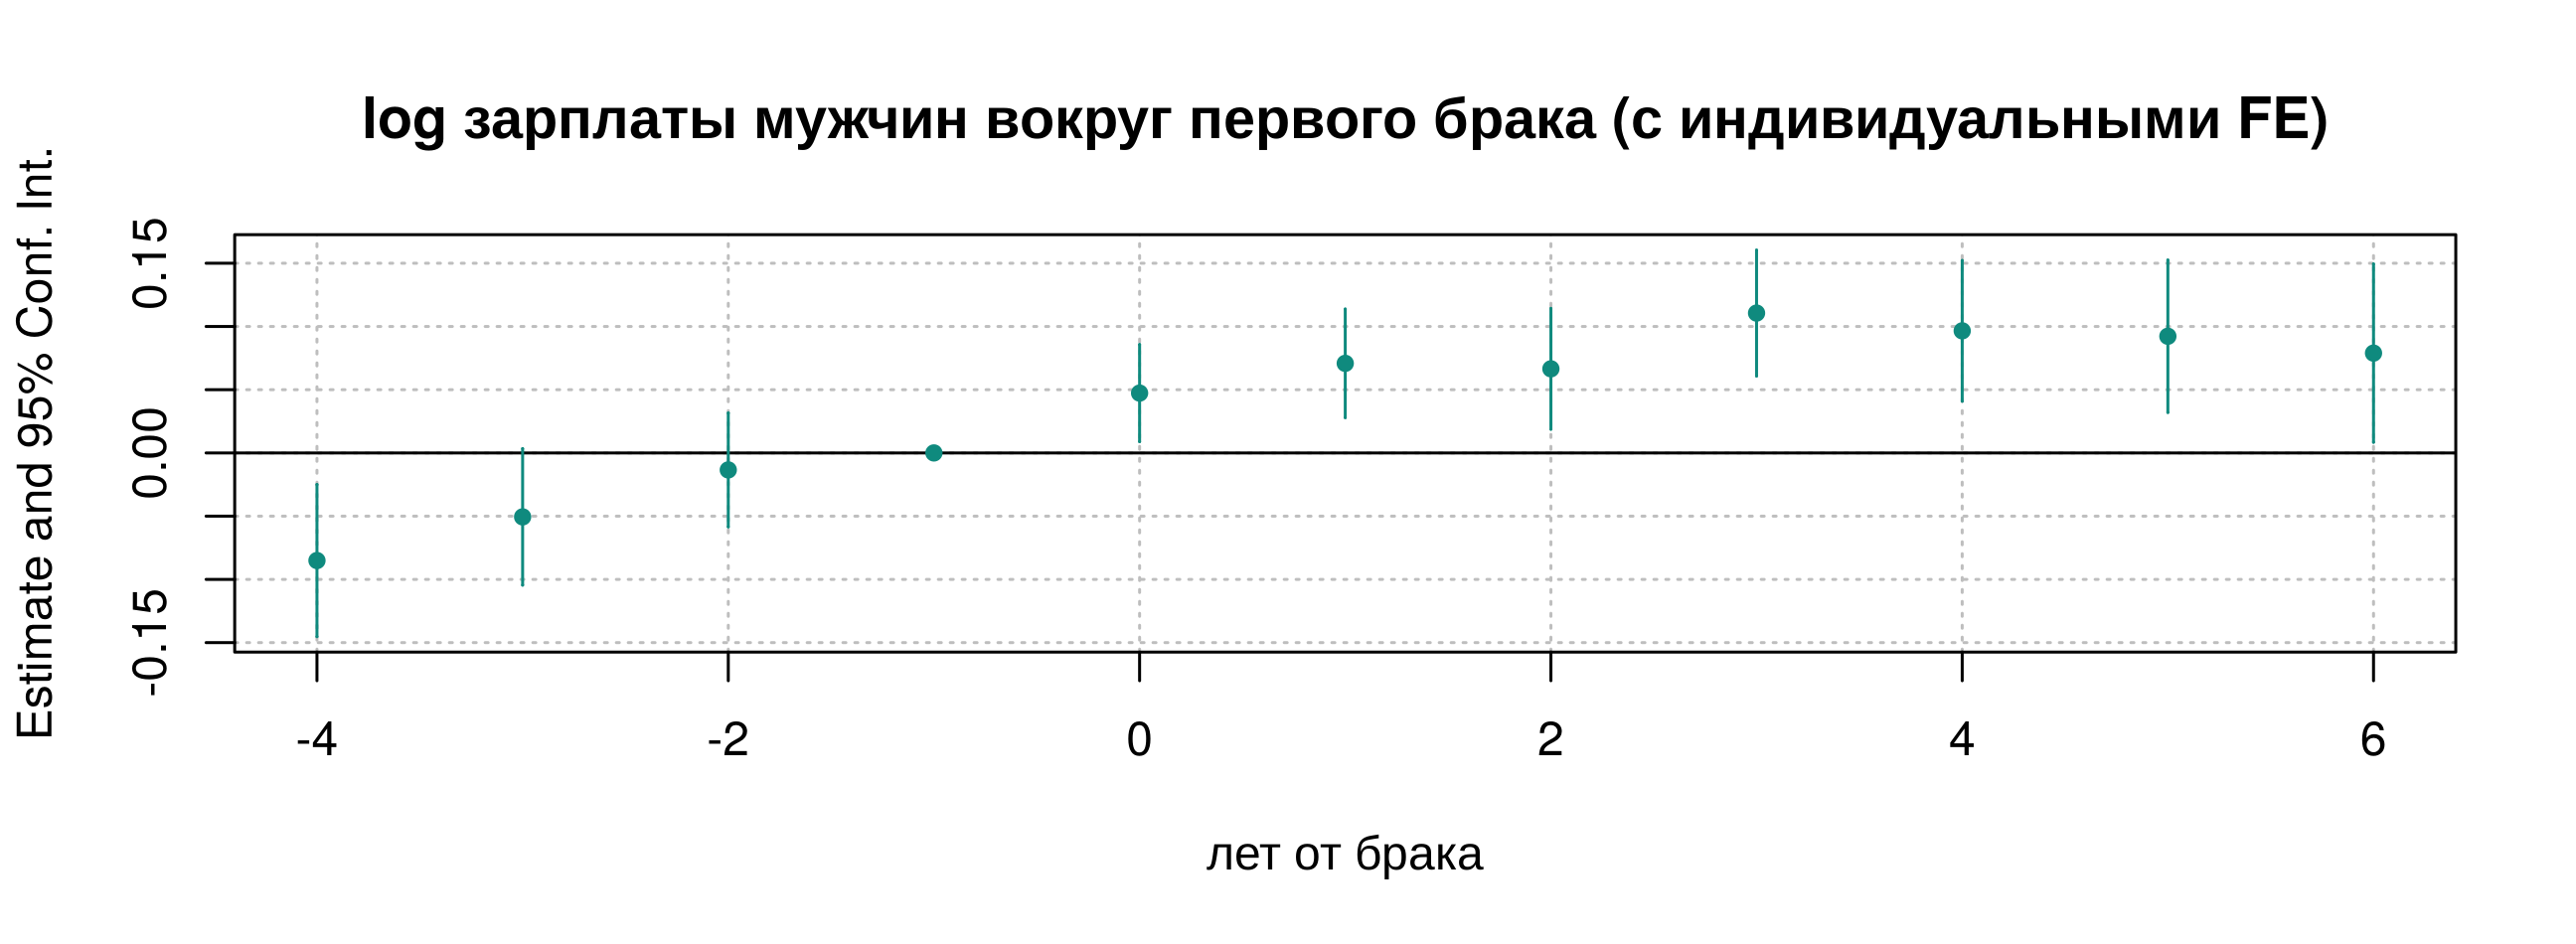 log зарплаты мужчин вокруг первого брака (с индивидуальными FE)
Estimate and 95% Conf. Int.
0.15
0.00
-0.15
-4 -2 0 2 4 6
лет от брака